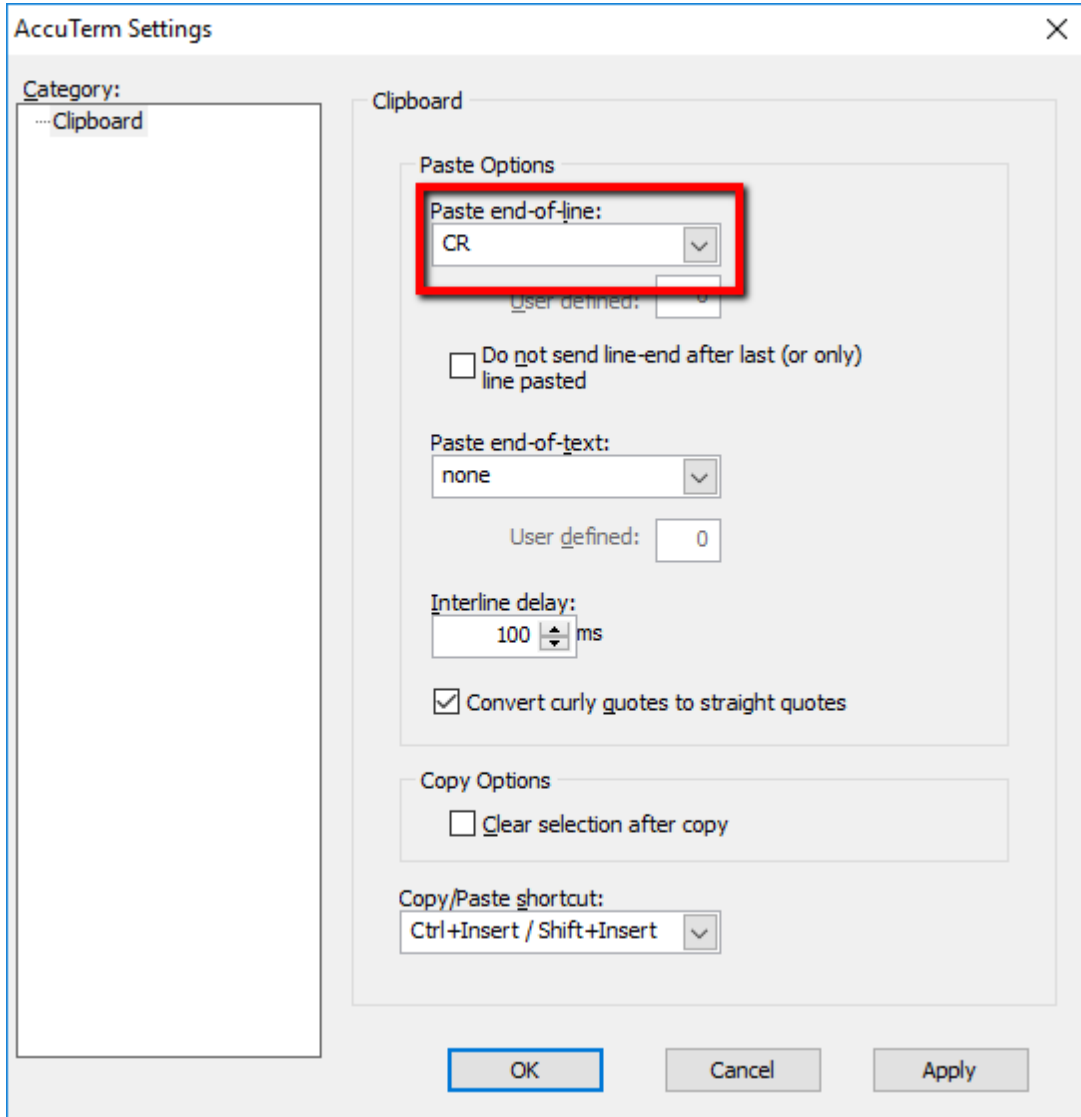 AccuTerm Settings
Category:
Clipboard
Clipboard
Paste Options
Paste end-of-line:
CR
User defined:
0
Do not send line-end after last (or only)
line pasted
Paste end-of-text:
none
User defined:
0
Interline delay:
100 ms
Convert curly quotes to straight quotes
Copy Options
Clear selection after copy
Copy/Paste shortcut:
Ctrl+Insert / Shift+Insert
OK
Cancel
Apply